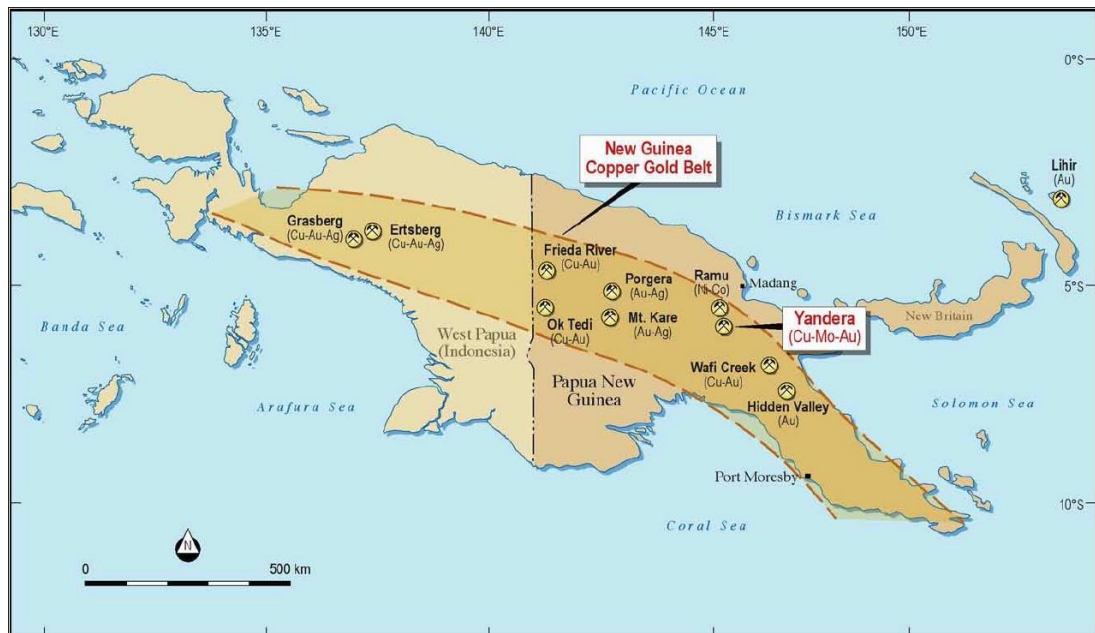 130°E
135°E
140°E
145°E
150°E
0°S
Pacific Ocean
New Guinea
Copper Gold Belt
Lihir
(Au)
Bismark Sea
Grasberg
(Cu-Au-Ag)
Ertsberg
(Cu-Au-Ag)
Frieda River
(Cu-Au)
Porgera
(Au-Ag)
Ramu
(Ni-Co)
Madang
5°S
Banda Sea
West Papua
(Indonesia)
Ok Tedi
(Cu-Au)
Mt. Kare
(Au-Ag)
Yandera
(Cu-Mo-Au)
New Britain
Wafi Creek
(Cu-Au)
Papua New
Guinea
Arafura Sea
Hidden Valley
(Au)
Solomon Sea
Port Moresby
10°S
Coral Sea
N
0
500 km